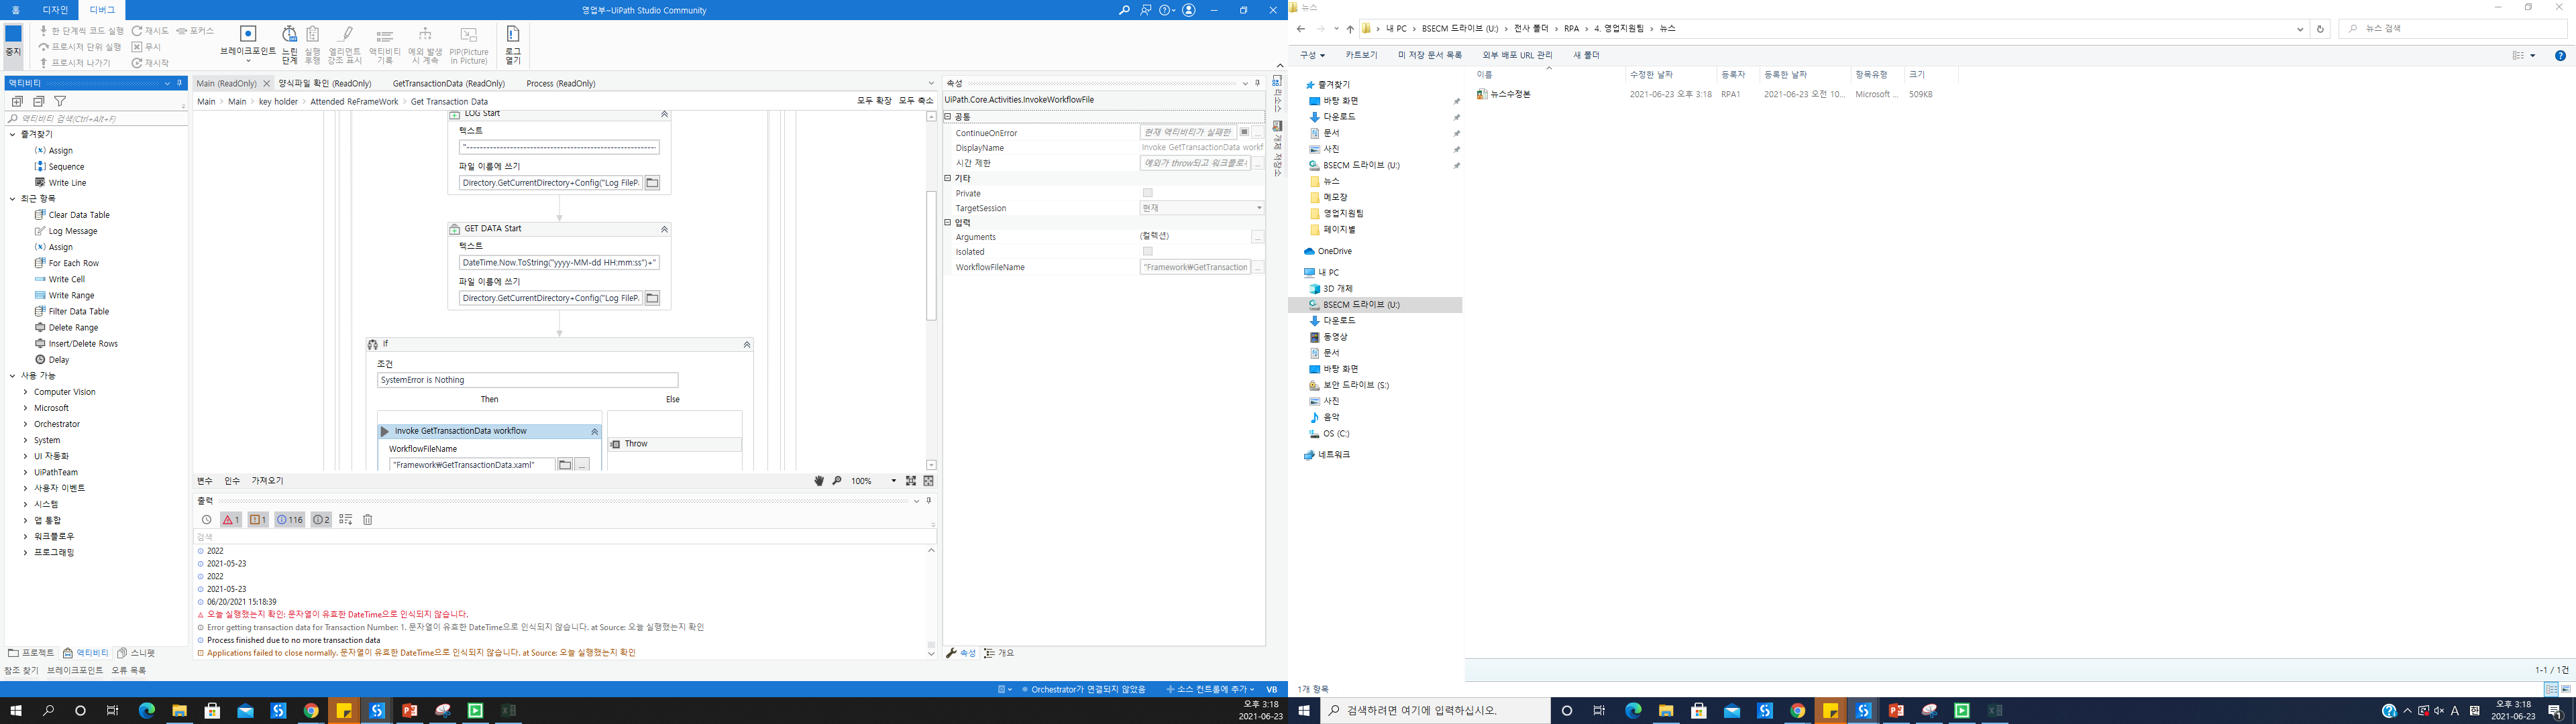 홈
디자인
디버그
영업부~UiPath Studio Community
중지
한 단계씩 코드 실행
프로시저 단위 실행
프로시저 나가기
재시도
무시
재시작
포커스
브레이크포인트
느린 단계
실행 후행
엘리먼트 강조 표시
액티비티 기록
예외 발생 시 계속
PIP(Picture in Picture)
로그 열기
액티비티
액티비티 검색(Ctrl+Alt+F)
즐겨찾기
Assign
Sequence
Write Line
최근 항목
Clear Data Table
Log Message
Assign
For Each Row
Write Cell
Write Range
Filter Data Table
Delete Range
Insert/Delete Rows
Delay
사용 가능
Computer Vision
Microsoft
Orchestrator
System
UI 자동화
UiPathTeam
사용자 이벤트
시스템
앱 통합
워크플로우
프로그래밍
프로젝트
액티비티
스니펫
참조 찾기
브레이크포인트
오류 목록
Main (ReadOnly)
양식파일 확인 (ReadOnly)
GetTransactionData (ReadOnly)
Process (ReadOnly)
Main > Main > key holder > Attended ReFrameWork > Get Transaction Data
모두 확장 모두 축소
LOG Start
텍스트
파일 이름에 쓰기
Directory.GetCurrentDirectory+Config("Log FileP
GET DATA Start
텍스트
DateTime.Now.ToString("yyyy-MM-dd HH:mm:ss")+"
파일 이름에 쓰기
Directory.GetCurrentDirectory+Config("Log FileP
If
조건
SystemError is Nothing
Then
Else
Invoke GetTransactionData workflow
WorkflowFileName
"Framework₩GetTransactionData.xaml"
Throw
변수 인수 가져오기
100%
출력
1
1
116
2
검색
2022
2021-05-23
2022
2021-05-23
06/20/2021 15:18:39
오늘 실행했는지 확인: 문자열이 유효한 DateTime으로 인식되지 않습니다.
Error getting transaction data for Transaction Number: 1. 문자열이 유효한 DateTime으로 인식되지 않습니다. at Source: 오늘 실행했는지 확인
Process finished due to no more transaction data
Applications failed to close normally. 문자열이 유효한 DateTime으로 인식되지 않습니다. at Source: 오늘 실행했는지 확인
속성
UiPath.Core.Activities.InvokeWorkflowFile
공통
ContinueOnError
현재 액티비티가 실패한
DisplayName
Invoke GetTransactionData workf
시간 제한
예외가 throw되고 워크플로우
기타
Private
TargetSession
현재
입력
Arguments
(컬렉션)
Isolated
WorkflowFileName
"Framework₩GetTransaction
속성
개요
리소스
개체 저장소
Orchestrator가 연결되지 않았음
소스 컨트롤에 추가
VB
오후 3:18
2021-06-23
뉴스
내 PC > BSECM 드라이브 (U:) > 전사 폴더 > RPA > 4. 영업지원팀 > 뉴스
뉴스 검색
구성
카트보기
미 저장 문서 목록
외부 배포 URL 관리
새 폴더
이름
수정한 날짜
등록자
등록한 날짜
항목유형
크기
뉴스수정본
2021-06-23 오후 3:18
RPA1
2021-06-23 오전 10...
Microsoft ...
509KB
즐겨찾기
바탕 화면
다운로드
문서
사진
BSECM 드라이브 (U:)
뉴스
메모장
영업지원팀
페이지별
OneDrive
내 PC
3D 개체
BSECM 드라이브 (U:)
다운로드
동영상
문서
바탕 화면
보안 드라이브 (S:)
사진
음악
OS (C:)
네트워크
1-1 / 1건
1개 항목
검색하려면 여기에 입력하십시오.
A
오후 3:18
2021-06-23